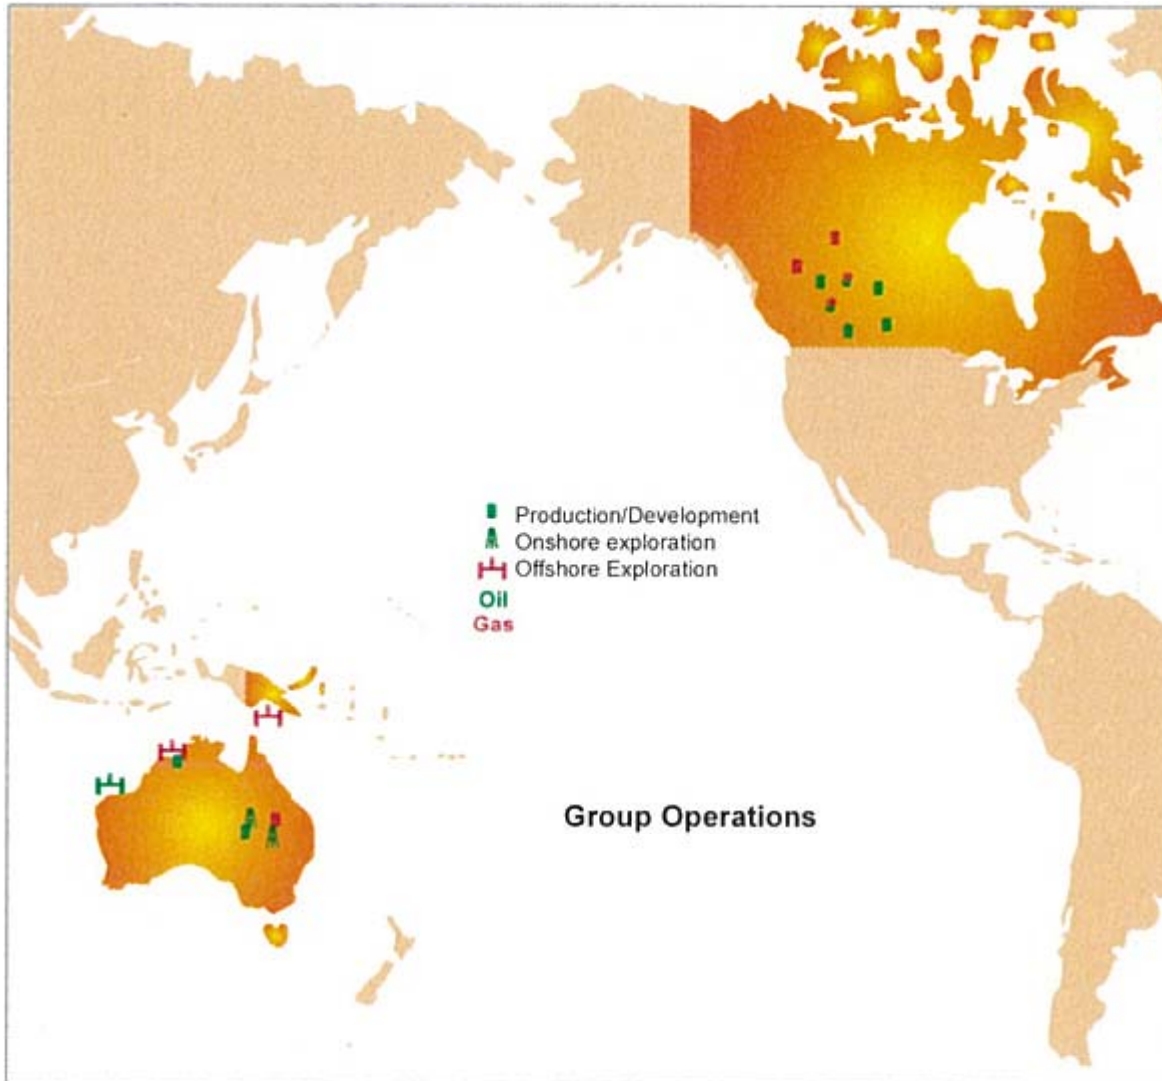 Production/Development
Onshore exploration
Offshore Exploration
Oil
Gas
Group Operations